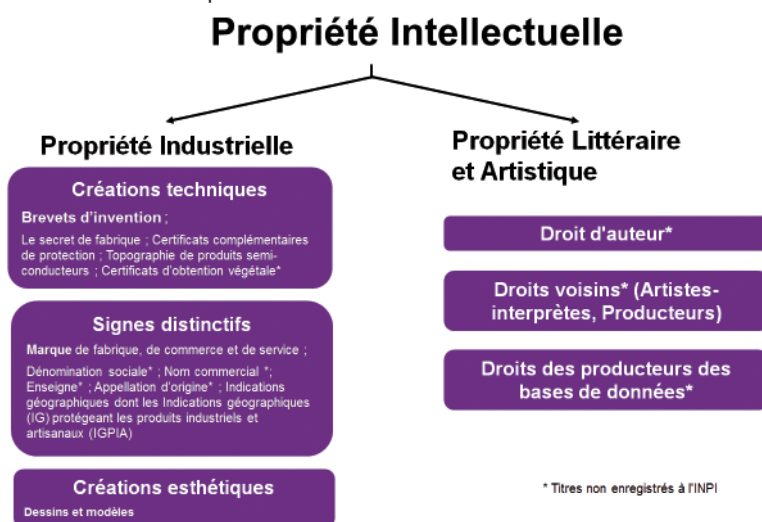 Propriété Intellectuelle
Propriété Industrielle
Créations techniques
Brevets d'invention ;
Le secret de fabrique ; Certificats complémentaires
de protection ; Topographie de produits semi-
conducteurs ; Certificats d'obtention végétale*
Signes distinctifs
Marque de fabrique, de commerce et de service ;
Dénomination sociale* ; Nom commercial *;
Enseigne* ; Appellation d'origine* ; Indications
géographiques dont les Indications géographiques
(IG) protégeant les produits industriels et
artisanaux (IGPIA)
Créations esthétiques
Dessins et modèles
Propriété Littéraire
et Artistique
Droit d'auteur*
Droits voisins* (Artistes-
interprètes, Producteurs)
Droits des producteurs des
bases de données*
* Titres non enregistrés à l'INPI